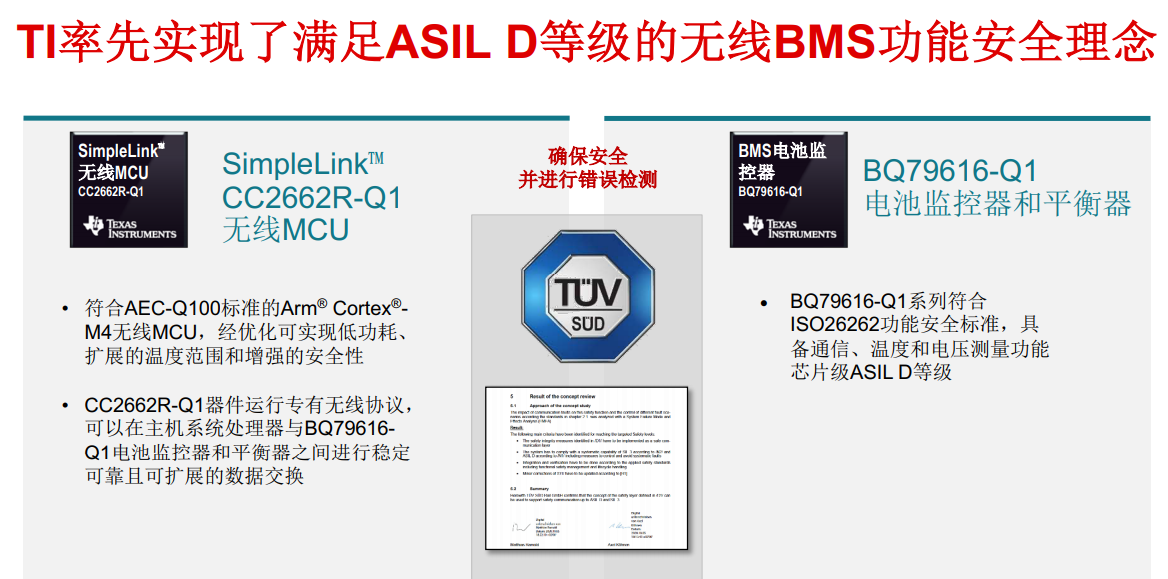 TI率先实现了满足ASIL D等级的无线BMS功能安全理念
SimpleLink™
无线MCU
CC2662R-Q1
TEXAS
INSTRUMENTS
SimpleLink™
CC2662R-Q1
无线MCU
• 符合AEC-Q100标准的Arm® Cortex®-
M4无线MCU，经优化可实现低功耗、
扩展的温度范围和增强的安全性
• CC2662R-Q1器件运行专有无线协议，
可以在主机系统处理器与BQ79616-
Q1电池监控器和平衡器之间进行稳定
可靠且可扩展的数据交换
确保安全
并进行错误检测
TÜV
SÜD
5 Result of the concept review
5.1 Approach of the concept study
Result:
5.2 Summary
BMS电池监
控器
BQ79616-Q1
TEXAS
INSTRUMENTS
BQ79616-Q1
电池监控器和平衡器
• BQ79616-Q1系列符合
ISO26262功能安全标准，具
备通信、温度和电压测量功能
芯片级ASIL D等级